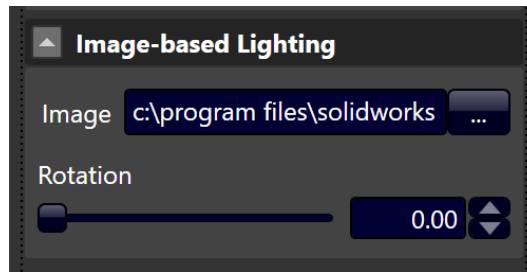 Image-based Lighting
Image c:\program files\solidworks ...
Rotation
0.00